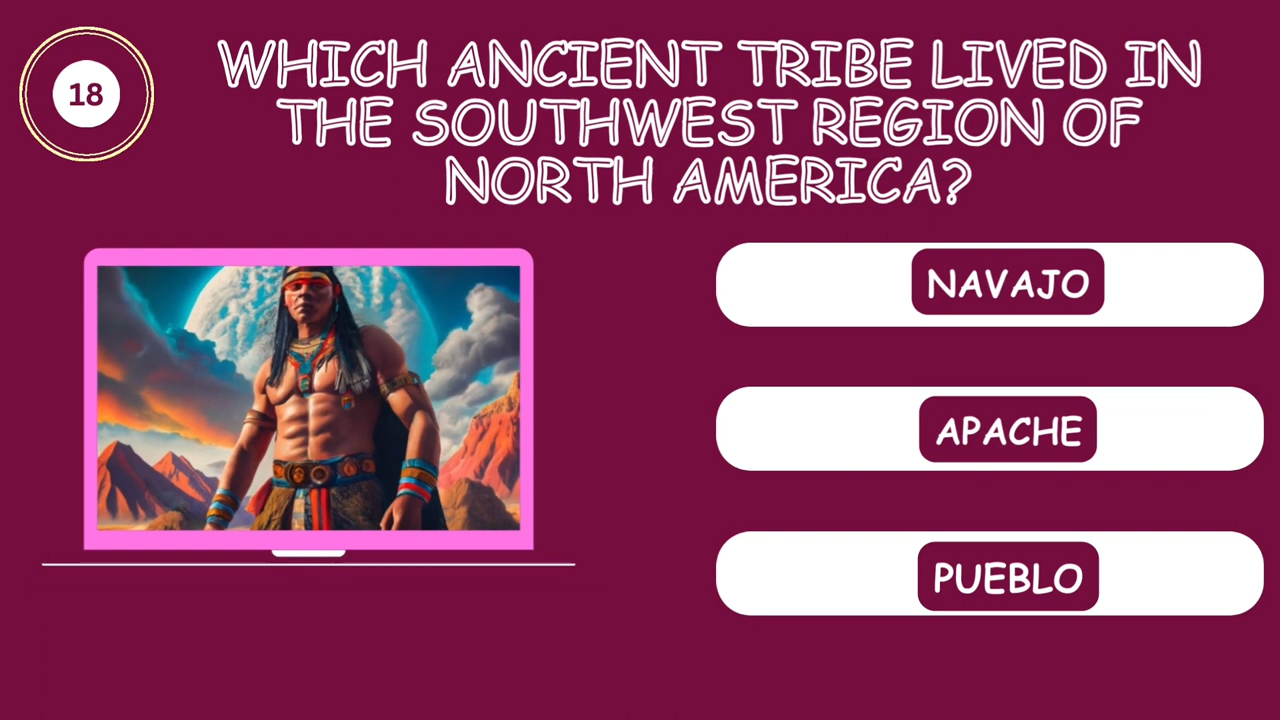 18
WHICH ANCIENT TRIBE LIVED IN
THE SOUTHWEST REGION OF
NORTH AMERICA?
NAVAJO
APACHE
PUEBLO